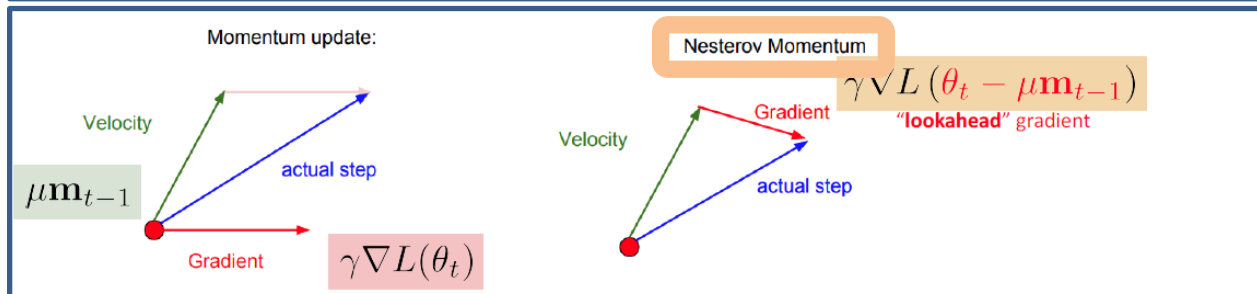 Momentum update:
Velocity
actual step
μm_{t−1}
Gradient
γ∇L(θ_t)
Nesterov Momentum
γ∇L(θ_t − μm_{t−1})
Gradient
“lookahead” gradient
Velocity
actual step